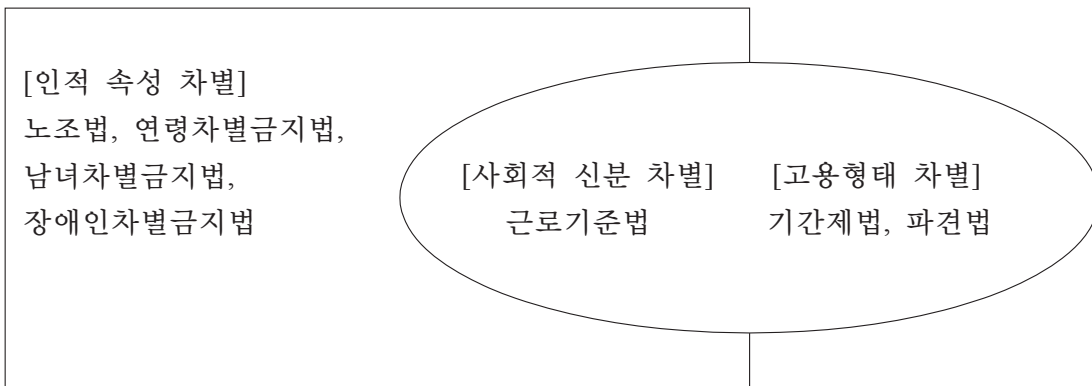 [인적 속성 차별]
노조법, 연령차별금지법,
남녀차별금지법,
장애인차별금지법
[사회적 신분 차별]
근로기준법
[고용형태 차별]
기간제법, 파견법